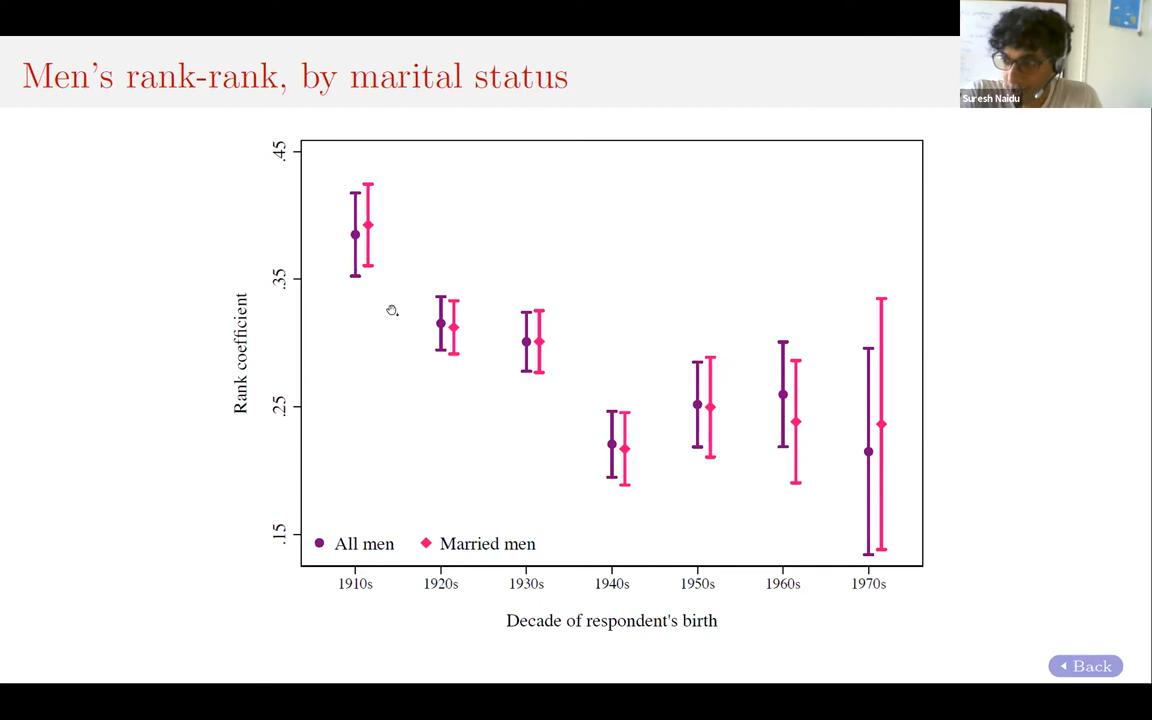 Men's rank-rank, by marital status
Suresh Naidu
.45
.35
.25
.15
Rank coefficient
All men Married men
1910s 1920s 1930s 1940s 1950s 1960s 1970s
Decade of respondent's birth
Back